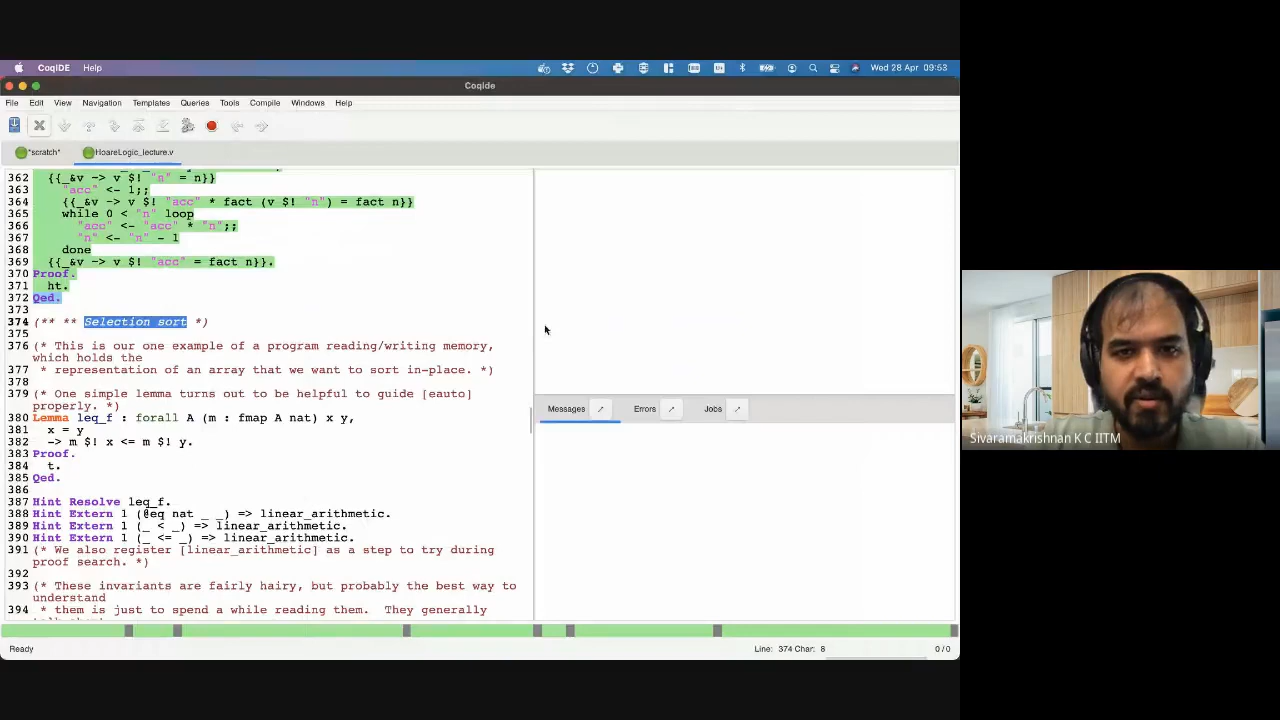 CoqIDE Help
Wed 28 Apr 09:53
CoqIde
File Edit View Navigation Templates Queries Tools Compile Windows Help
*scratch* HoareLogic_lecture.v
362 {{_&v -> v $! "n" = n}}
363 "acc" <- 1;;
364 {{_&v -> v $! "acc" * fact (v $! "n") = fact n}}
365 while 0 < "n" loop
366 "acc" <- "acc" * "n";;
367 "n" <- "n" - 1
368 done
369 {{_&v -> v $! "acc" = fact n}}.
370 Proof.
371 ht.
372 Qed.
373
374 (** ** Selection sort *)
375
376 (* This is our one example of a program reading/writing memory,
which holds the
377 * representation of an array that we want to sort in-place. *)
378
379 (* One simple lemma turns out to be helpful to guide [eauto]
properly. *)
380 Lemma leq_f : forall A (m : fmap A nat) x y,
381 x = y
382 -> m $! x <= m $! y.
383 Proof.
384 t.
385 Qed.
386
387 Hint Resolve leq_f.
388 Hint Extern 1 (@eq nat _ _) => linear_arithmetic.
389 Hint Extern 1 (_ < _) => linear_arithmetic.
390 Hint Extern 1 (_ <= _) => linear_arithmetic.
391 (* We also register [linear_arithmetic] as a step to try during
proof search. *)
392
393 (* These invariants are fairly hairy, but probably the best way to
understand
394 * them is just to spend a while reading them. They generally
Messages Errors Jobs
Ready
Line: 374 Char: 8
0/0
Sivaramakrishnan K C IITM